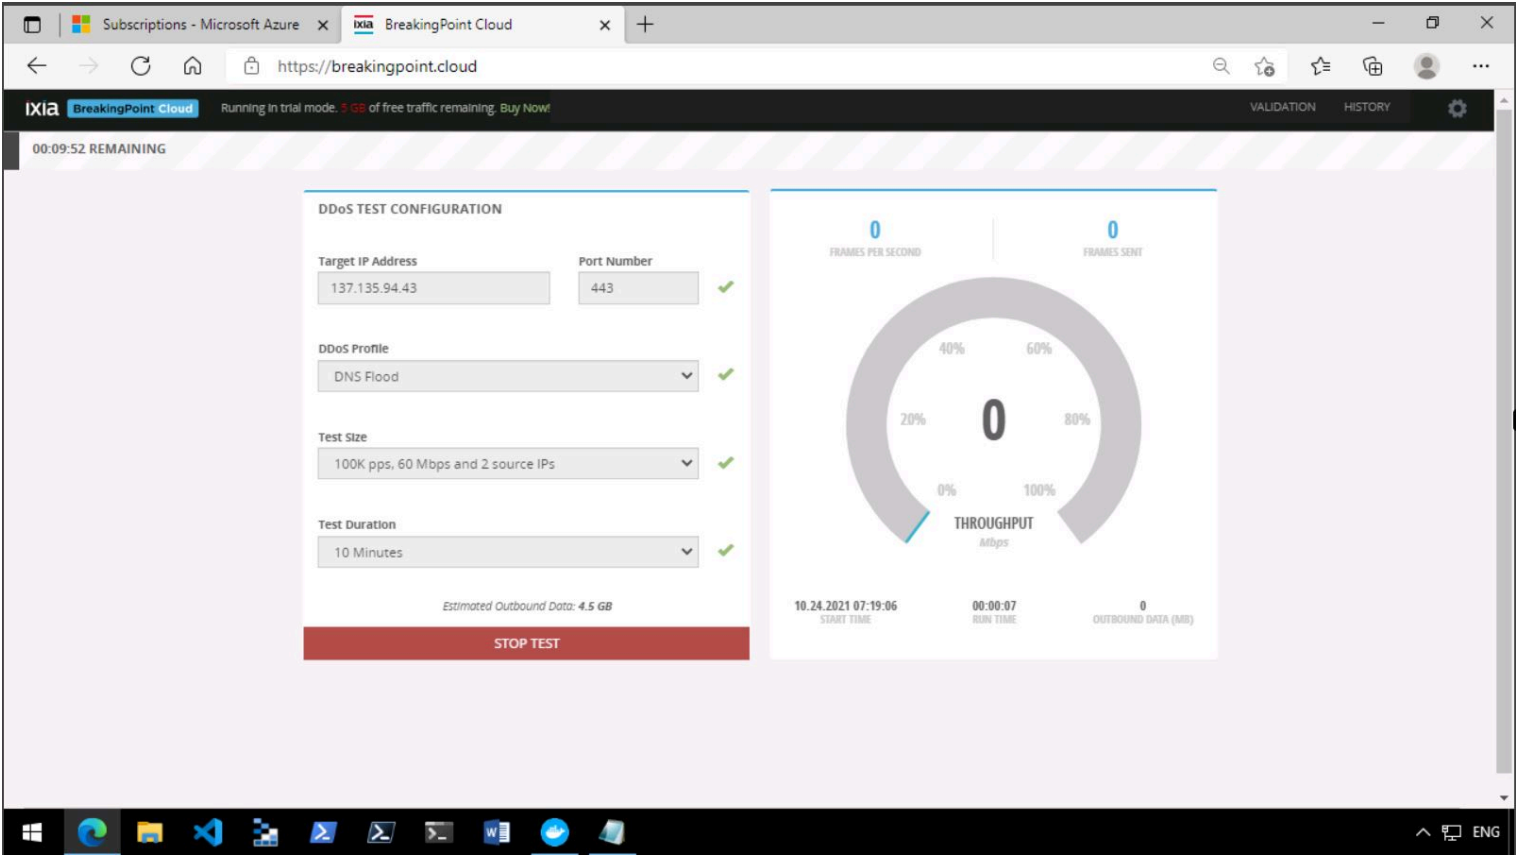 Subscriptions - Microsoft Azure
ixia BreakingPoint Cloud
https://breakingpoint.cloud
ixia BreakingPoint Cloud Running in trial mode. 5 GB of free traffic remaining. Buy Now! VALIDATION HISTORY
00:09:52 REMAINING
DDoS TEST CONFIGURATION
Target IP Address Port Number
137.135.94.43 443
DDoS Profile
DNS Flood
Test Size
100K pps, 60 Mbps and 2 source IPs
Test Duration
10 Minutes
Estimated Outbound Data: 4.5 GB
STOP TEST
0 0
FRAMES PER SECOND FRAMES SENT
40% 60%
20% 0 80%
0% 100%
THROUGHPUT
Mbps
10.24.2021 07:19:06 00:00:07 0
START TIME RUN TIME OUTBOUND DATA (MB)
ENG